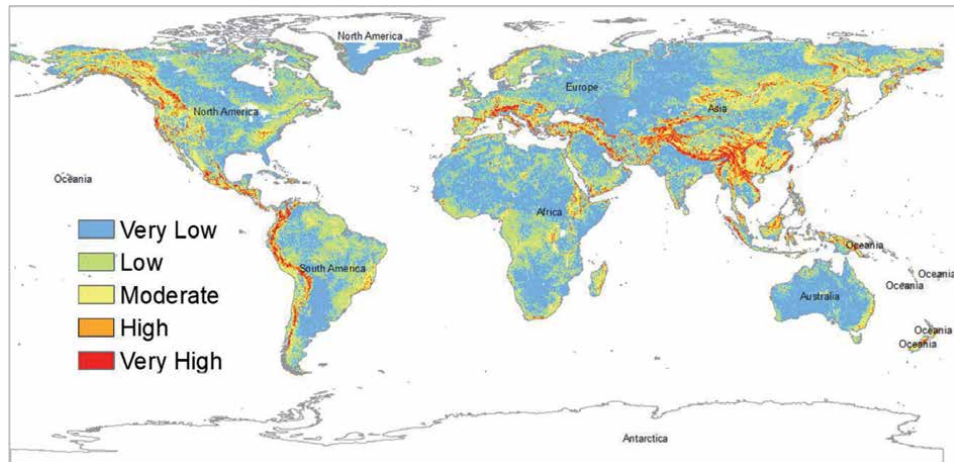 North America
North America
Europe
Asia
Oceania
Africa
South America
Oceania
Oceania
Oceania
Australia
Oceania
Oceania
Very Low
Low
Moderate
High
Very High
Antarctica